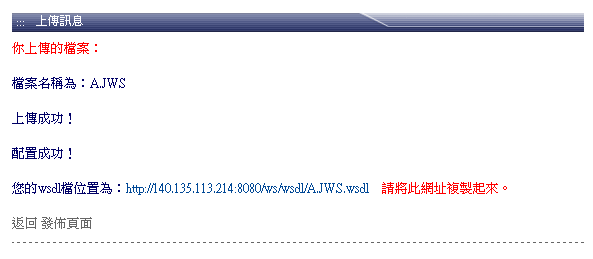 ::: 上傳訊息
你上傳的檔案：
檔案名稱為：A.JWS
上傳成功！
配置成功！
您的wsdl檔位置為：http://140.135.113.214:8080/ws/wsdl/A.JWS.wsdl 請將此網址複製起來。
返回 發佈頁面